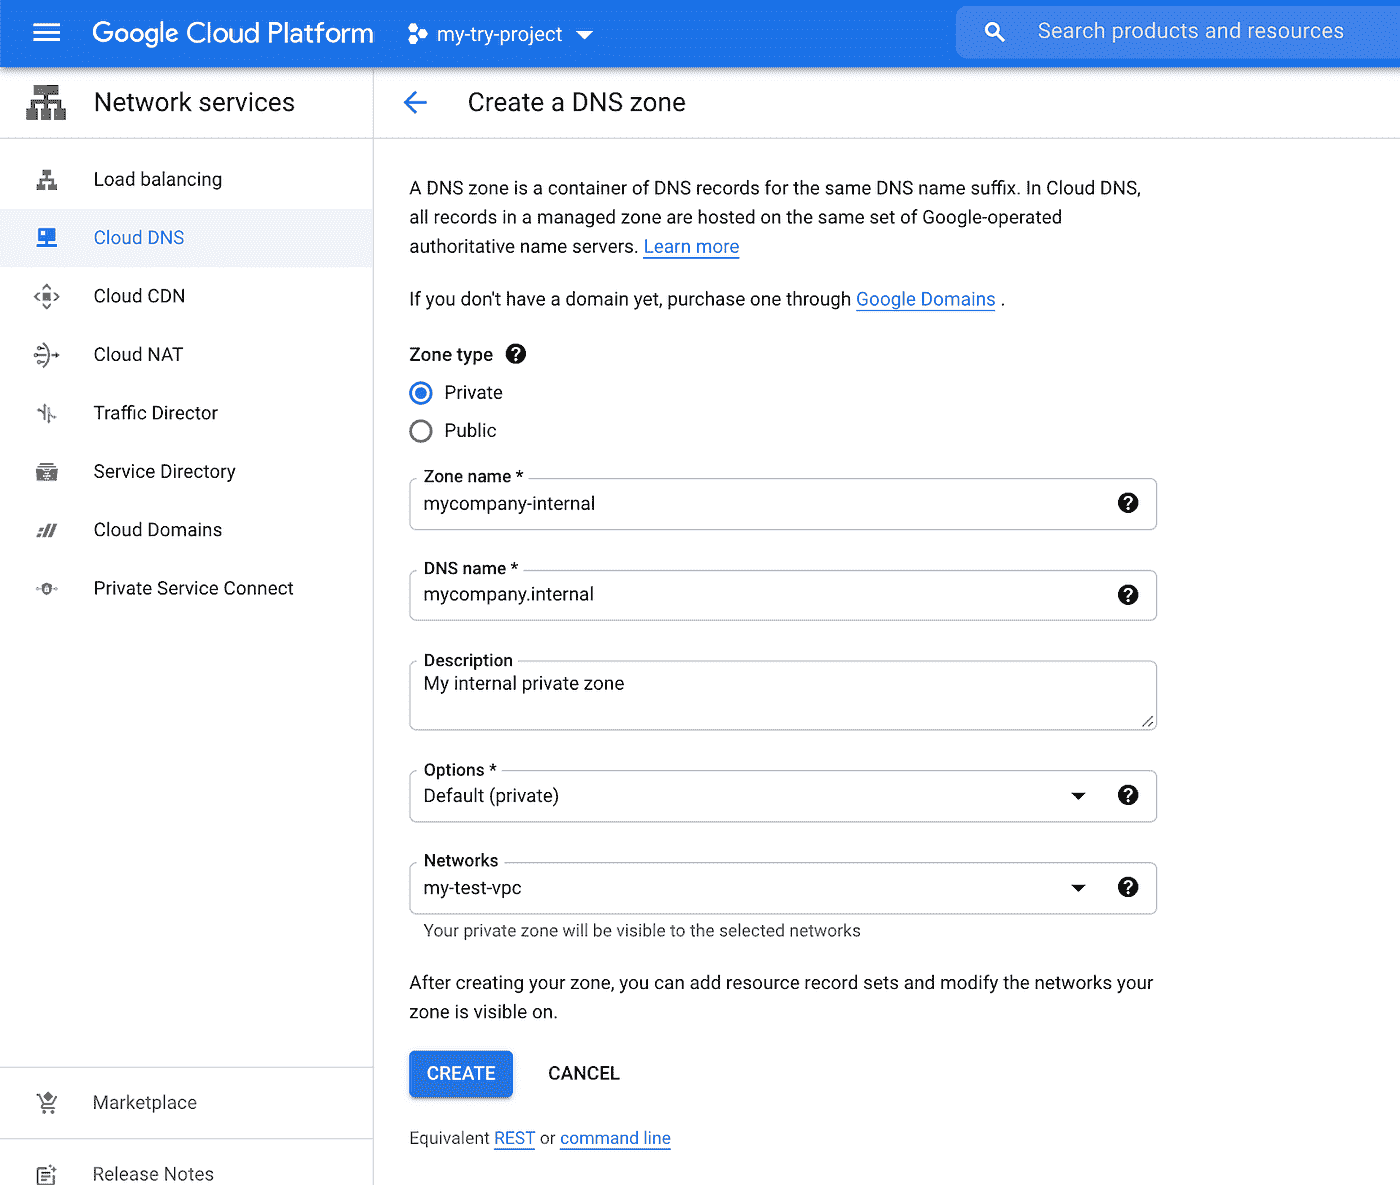 Google Cloud Platform
my-try-project
Search products and resources
Network services
Create a DNS zone
Load balancing
Cloud DNS
Cloud CDN
Cloud NAT
Traffic Director
Service Directory
Cloud Domains
Private Service Connect
Marketplace
Release Notes
A DNS zone is a container of DNS records for the same DNS name suffix. In Cloud DNS,
all records in a managed zone are hosted on the same set of Google-operated
authoritative name servers. Learn more
If you don't have a domain yet, purchase one through Google Domains .
Zone type
Private
Public
Zone name *
mycompany-internal
DNS name *
mycompany.internal
Description
My internal private zone
Options *
Default (private)
Networks
my-test-vpc
Your private zone will be visible to the selected networks
After creating your zone, you can add resource record sets and modify the networks your
zone is visible on.
CREATE
CANCEL
Equivalent REST or command line